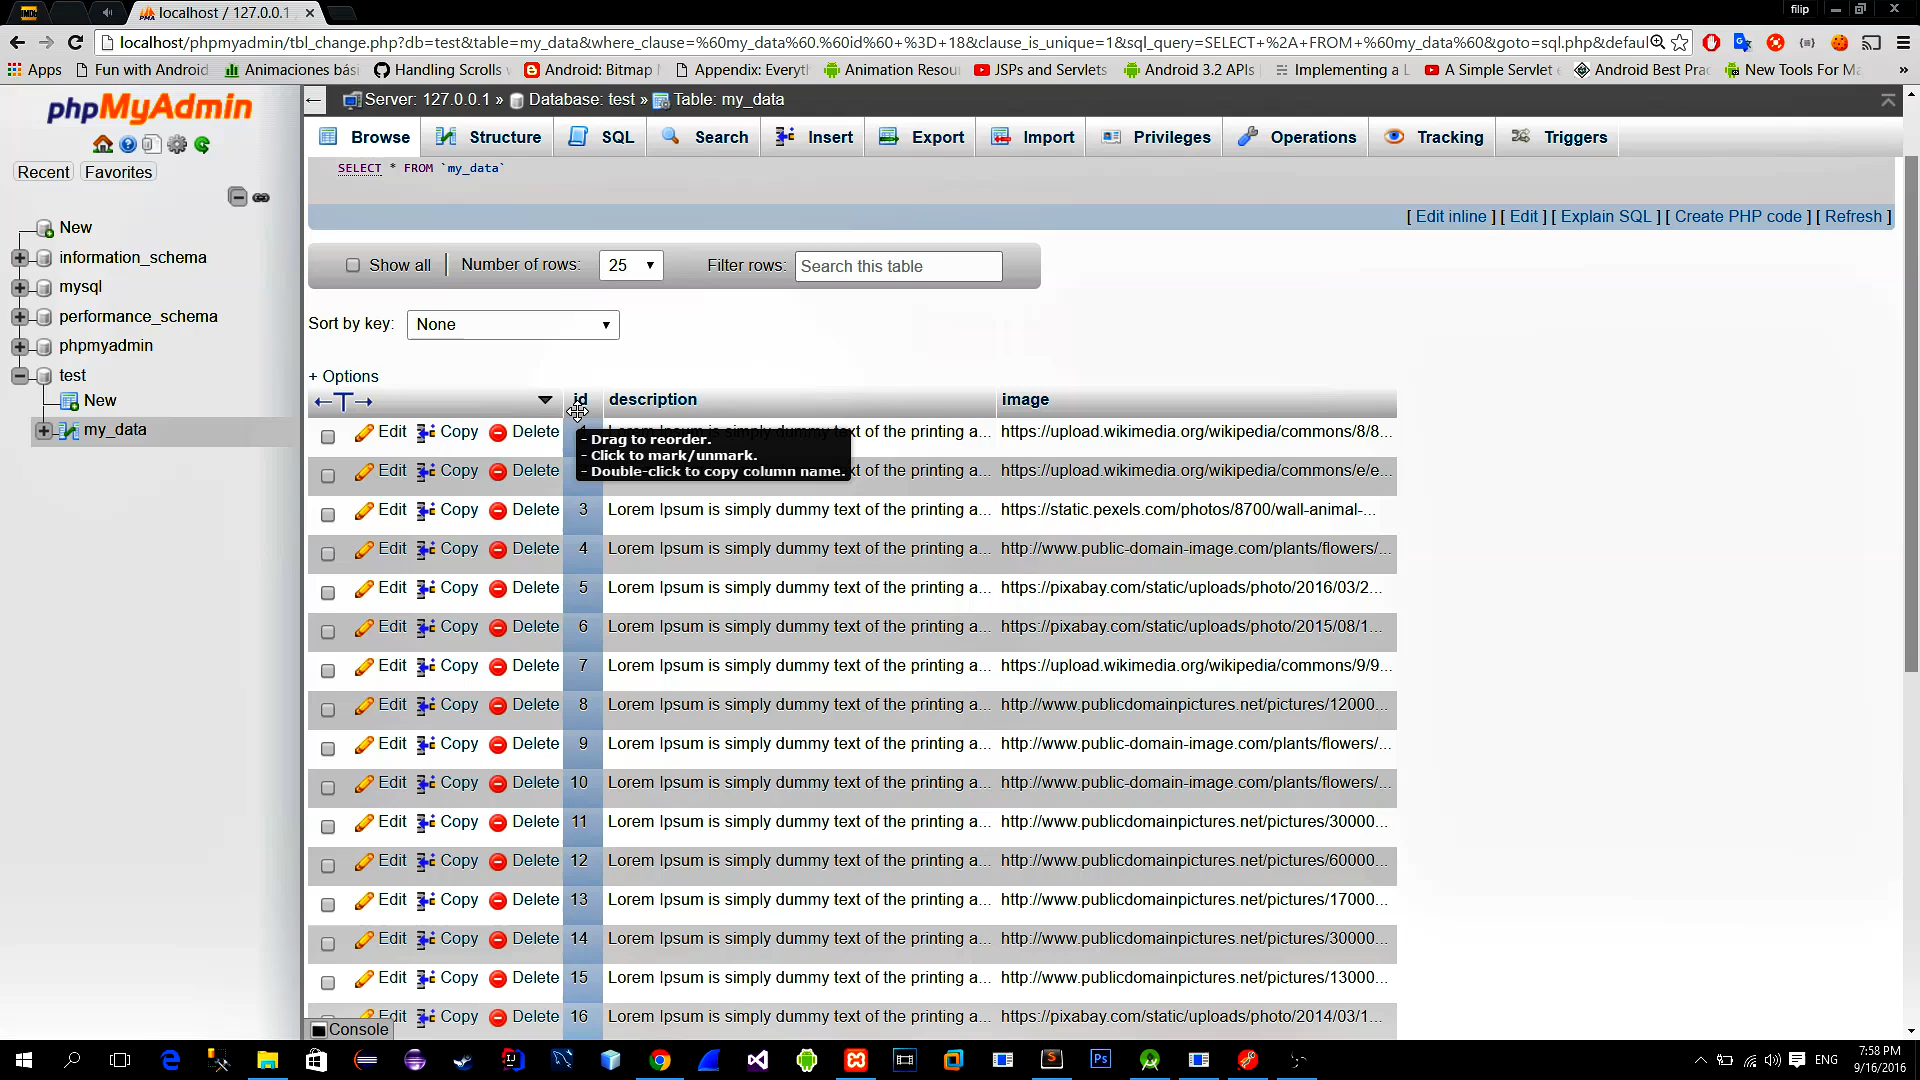 localhost / 127.0.0.1
filip
localhost/phpmyadmin/tbl_change.php?db=test&table=my_data&where_clause=%60my_data%60.%60id%60+%3D+18&clause_is_unique=1&sql_query=SELECT+%2A+FROM+%60my_data%60&goto=sql.php&defaul
Apps Fun with Android Animaciones bási Handling Scrolls Android: Bitmap Appendix: Everyt Animation Resou JSPs and Servlets Android 3.2 APIs Implementing a L A Simple Servlet Android Best Prac New Tools For Ma »
phpMyAdmin
Recent Favorites
New
information_schema
mysql
performance_schema
phpmyadmin
test
New
my_data
Server: 127.0.0.1 » Database: test » Table: my_data
Browse Structure SQL Search Insert Export Import Privileges Operations Tracking Triggers
SELECT * FROM `my_data`
[ Edit inline ] [ Edit ] [ Explain SQL ] [ Create PHP code ] [ Refresh ]
Show all Number of rows: 25 Filter rows: Search this table
Sort by key: None
+ Options
←T→ id description image
Edit Copy Delete text of the printing a... https://upload.wikimedia.org/wikipedia/commons/8/8...
- Drag to reorder.
- Click to mark/unmark.
- Double-click to copy column name.
Edit Copy Delete text of the printing a... https://upload.wikimedia.org/wikipedia/commons/e/e...
Edit Copy Delete 3 Lorem Ipsum is simply dummy text of the printing a... https://static.pexels.com/photos/8700/wall-animal-...
Edit Copy Delete 4 Lorem Ipsum is simply dummy text of the printing a... http://www.public-domain-image.com/plants/flowers/...
Edit Copy Delete 5 Lorem Ipsum is simply dummy text of the printing a... https://pixabay.com/static/uploads/photo/2016/03/2...
Edit Copy Delete 6 Lorem Ipsum is simply dummy text of the printing a... https://pixabay.com/static/uploads/photo/2015/08/1...
Edit Copy Delete 7 Lorem Ipsum is simply dummy text of the printing a... https://upload.wikimedia.org/wikipedia/commons/9/9...
Edit Copy Delete 8 Lorem Ipsum is simply dummy text of the printing a... http://www.publicdomainpictures.net/pictures/12000...
Edit Copy Delete 9 Lorem Ipsum is simply dummy text of the printing a... http://www.public-domain-image.com/plants/flowers/...
Edit Copy Delete 10 Lorem Ipsum is simply dummy text of the printing a... http://www.public-domain-image.com/plants/flowers/...
Edit Copy Delete 11 Lorem Ipsum is simply dummy text of the printing a... http://www.publicdomainpictures.net/pictures/30000...
Edit Copy Delete 12 Lorem Ipsum is simply dummy text of the printing a... http://www.publicdomainpictures.net/pictures/60000...
Edit Copy Delete 13 Lorem Ipsum is simply dummy text of the printing a... http://www.publicdomainpictures.net/pictures/17000...
Edit Copy Delete 14 Lorem Ipsum is simply dummy text of the printing a... http://www.publicdomainpictures.net/pictures/30000...
Edit Copy Delete 15 Lorem Ipsum is simply dummy text of the printing a... http://www.publicdomainpictures.net/pictures/13000...
Edit Copy Delete 16 Lorem Ipsum is simply dummy text of the printing a... https://pixabay.com/static/uploads/photo/2014/03/1...
Console
ENG
7:58 PM
9/16/2016